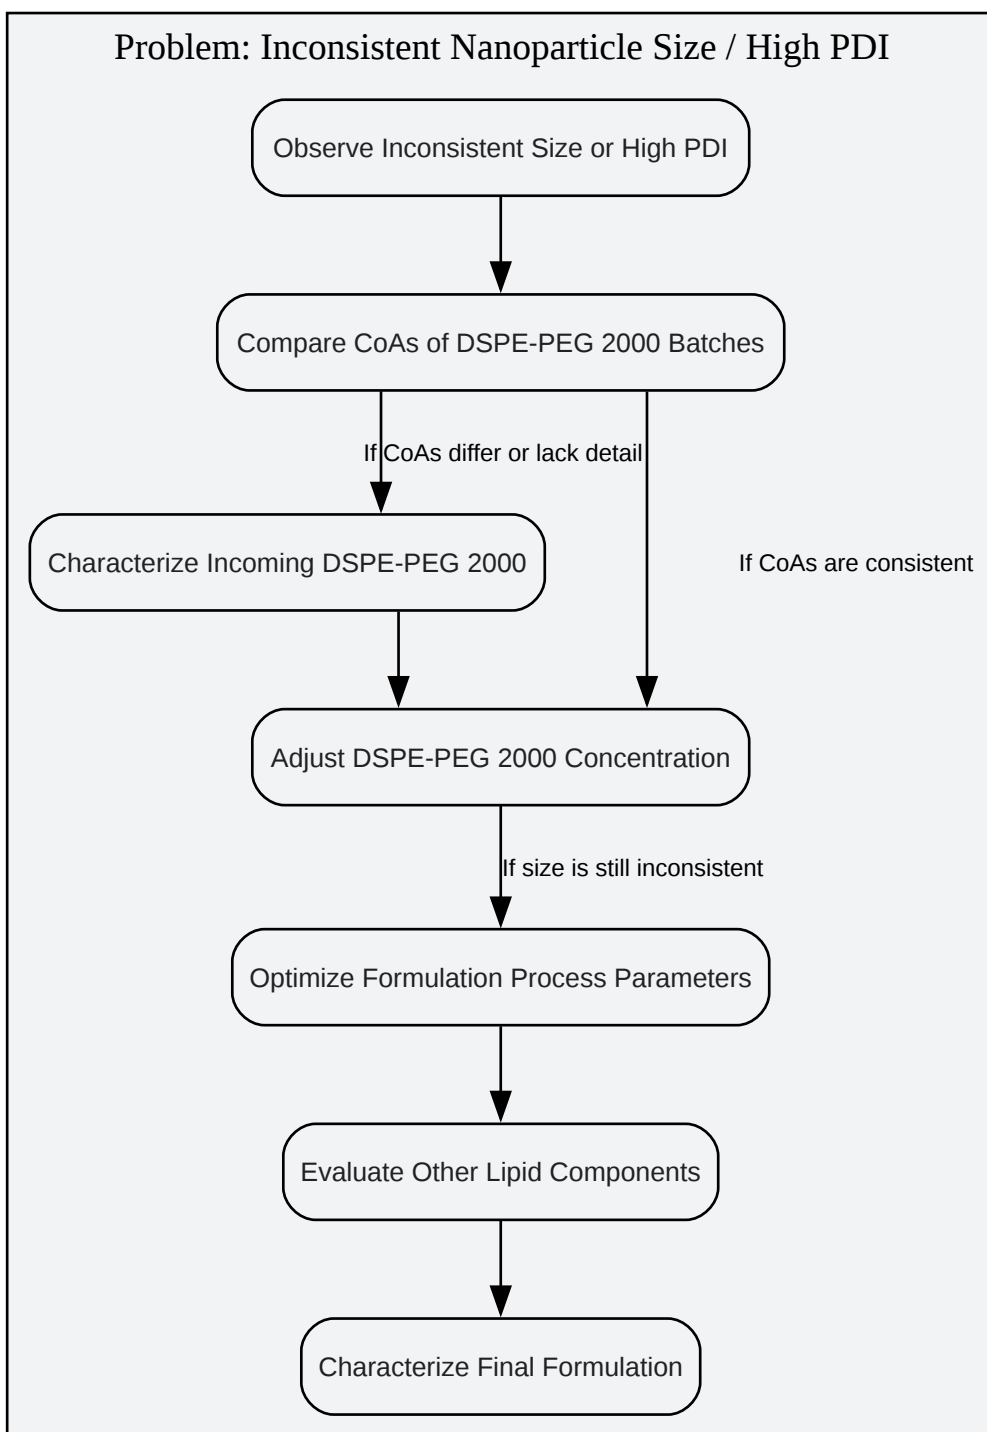 Problem: Inconsistent Nanoparticle Size / High PDI
Observe Inconsistent Size or High PDI
Compare CoAs of DSPE-PEG 2000 Batches
If CoAs differ or lack detail
Characterize Incoming DSPE-PEG 2000
If CoAs are consistent
Adjust DSPE-PEG 2000 Concentration
If size is still inconsistent
Optimize Formulation Process Parameters
Evaluate Other Lipid Components
Characterize Final Formulation